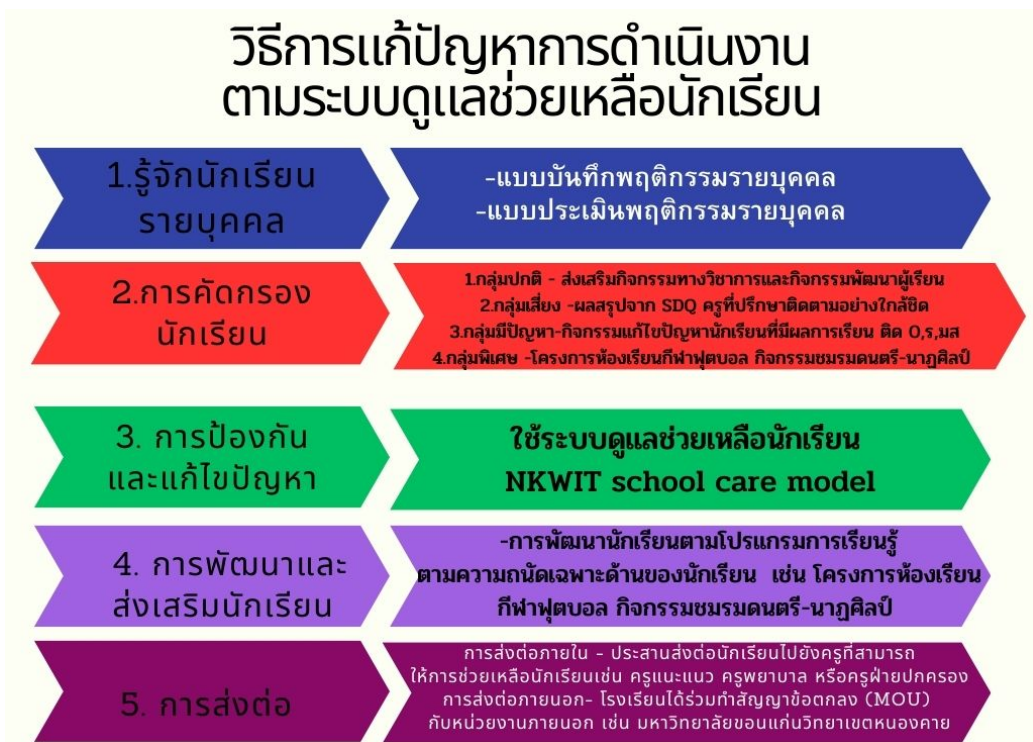 วิธีการแก้ปัญหาการดำเนินงาน
ตามระบบดูแลช่วยเหลือนักเรียน
1.รู้จักนักเรียน
รายบุคคล
-แบบบันทึกพฤติกรรมรายบุคคล
-แบบประเมินพฤติกรรมรายบุคคล
2.การคัดกรอง
นักเรียน
1.กลุ่มปกติ - ส่งเสริมกิจกรรมทางวิชาการและกิจกรรมพัฒนาผู้เรียน
2.กลุ่มเสี่ยง -ผลสรุปจาก SDQ ครูที่ปรึกษาติดตามอย่างใกล้ชิด
3.กลุ่มมีปัญหา-กิจกรรมแก้ไขปัญหานักเรียนที่มีผลการเรียน ติด 0,ร,มส
4.กลุ่มพิเศษ -โครงการห้องเรียนกีฬาฟุตบอล กิจกรรมชมรมดนตรี-นาฏศิลป์
3. การป้องกัน
และแก้ไขปัญหา
ใช้ระบบดูแลช่วยเหลือนักเรียน
NKWIT school care model
4. การพัฒนาและ
ส่งเสริมนักเรียน
-การพัฒนานักเรียนตามโปรแกรมการเรียนรู้
ตามความถนัดเฉพาะด้านของนักเรียน เช่น โครงการห้องเรียน
กีฬาฟุตบอล กิจกรรมชมรมดนตรี-นาฏศิลป์
5. การส่งต่อ
การส่งต่อภายใน - ประสานส่งต่อนักเรียนไปยังครูที่สามารถ
ให้การช่วยเหลือนักเรียนเช่น ครูแนะแนว ครูพยาบาล หรือครูฝ่ายปกครอง
การส่งต่อภายนอก- โรงเรียนได้ร่วมทำสัญญาข้อตกลง (MOU)
กับหน่วยงานภายนอก เช่น มหาวิทยาลัยขอนแก่นวิทยาเขตหนองคาย